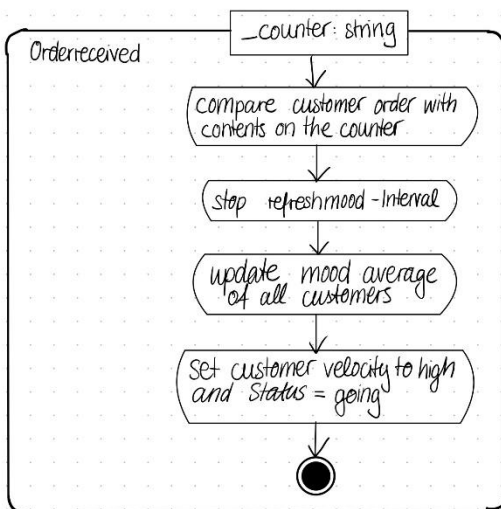 _counter: string
Orderreceived
compare customer order with
contents on the counter
stop refreshmood-Interval
update mood average
of all customers
Set customer velocity to high
and Status = going